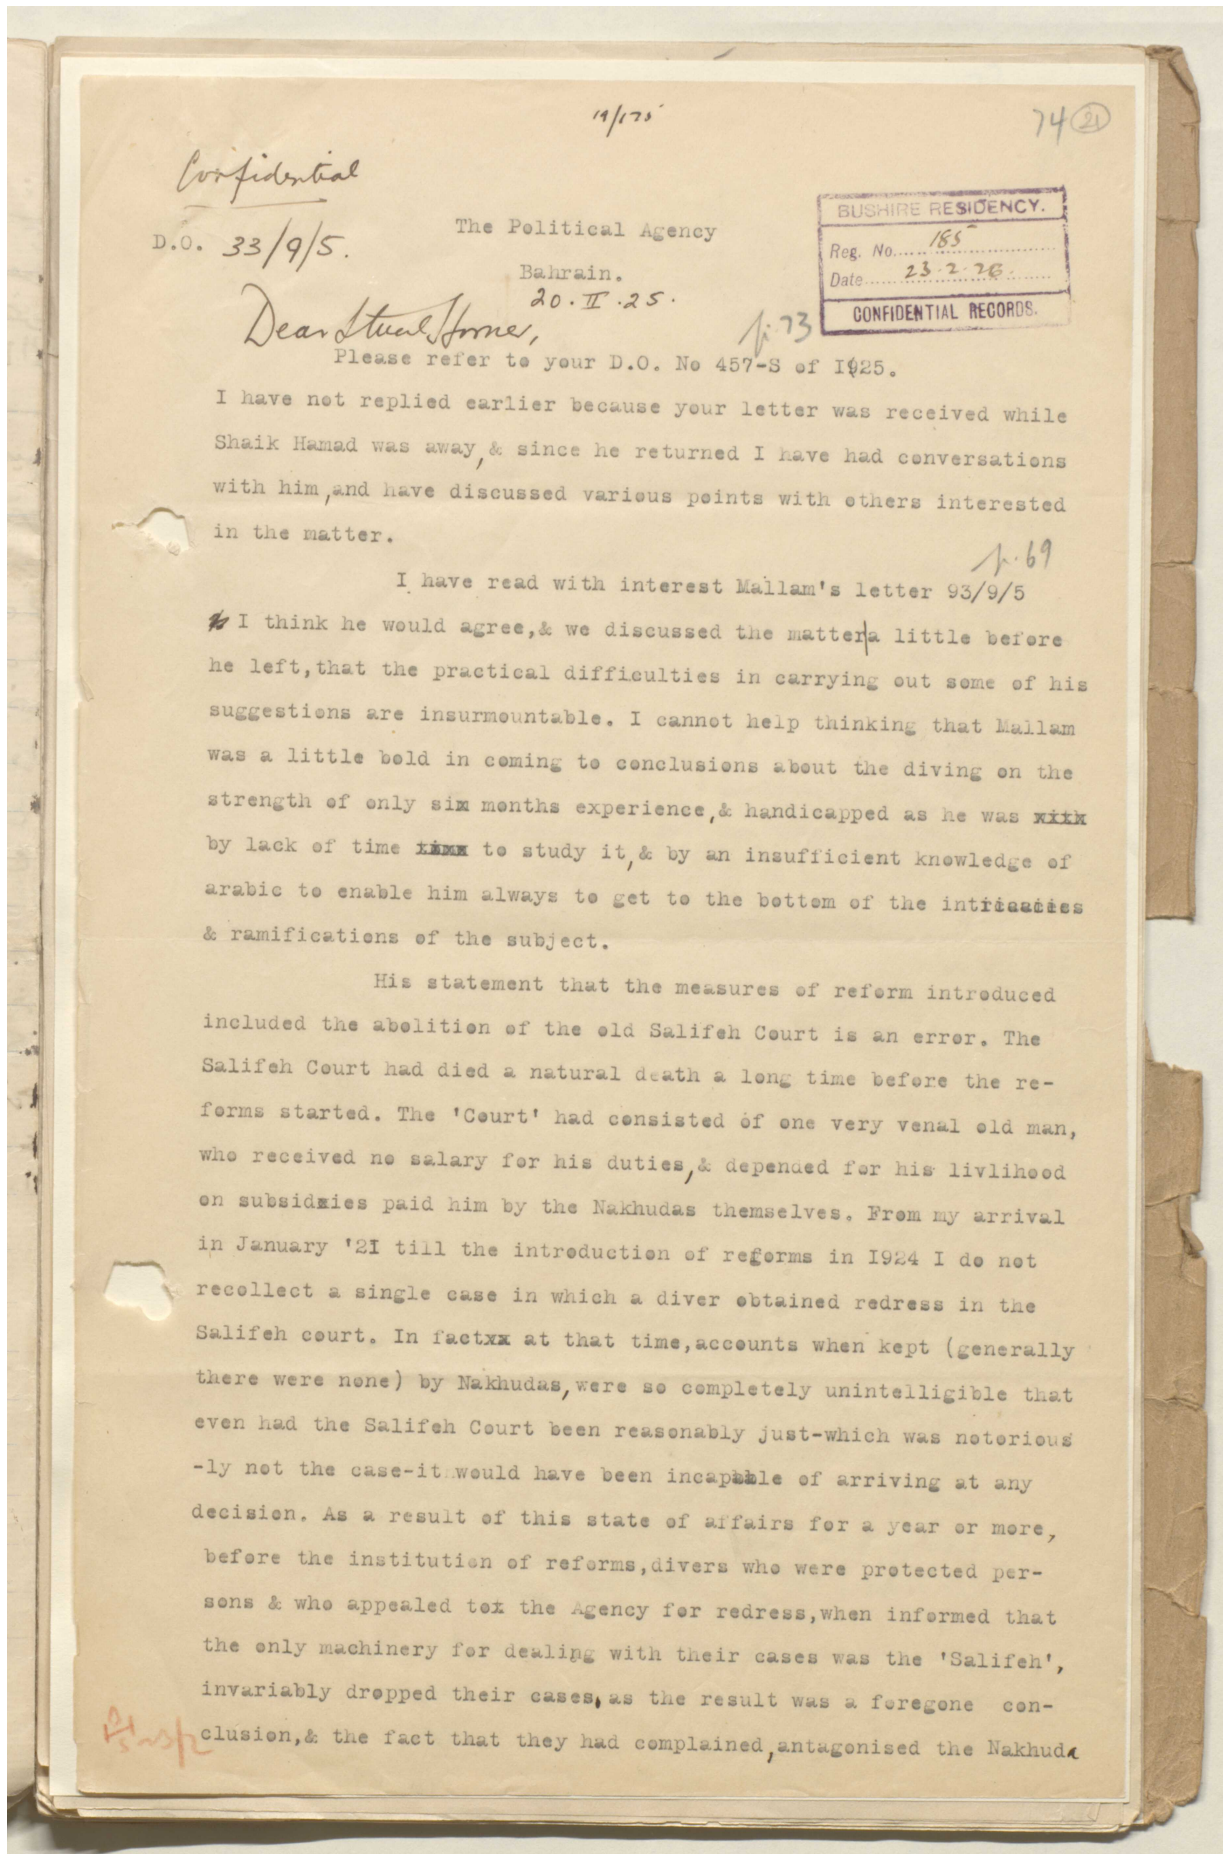 19/175
74 21
Confidential
D.O. 33/9/5.
The Political Agency
Bahrain.
20.II.25.
BUSHIRE RESIDENCY.
Reg. No. 185
Date 23.2.26.
CONFIDENTIAL RECORDS.
Dear Stuart Horner,
p. 73
Please refer to your D.O. No 457-S of I925.
I have not replied earlier because your letter was received while
Shaik Hamad was away,& since he returned I have had conversations
with him,and have discussed various points with others interested
in the matter.
p. 69
I have read with interest Mallam's letter 93/9/5
& I think he would agree,& we discussed the matter a little before
he left,that the practical difficulties in carrying out some of his
suggestions are insurmountable. I cannot help thinking that Mallam
was a little bold in coming to conclusions about the diving on the
strength of only six months experience,& handicapped as he was
by lack of time to study it,& by an insufficient knowledge of
arabic to enable him always to get to the bottom of the intricacies
& ramifications of the subject.
His statement that the measures of reform introduced
included the abolition of the old Salifeh Court is an error. The
Salifeh Court had died a natural death a long time before the re-
forms started. The 'Court' had consisted of one very venal old man,
who received no salary for his duties,& depended for his livlihood
on subsidies paid him by the Nakhudas themselves. From my arrival
in January '2I till the introduction of reforms in I924 I do not
recollect a single case in which a diver obtained redress in the
Salifeh court. In fact at that time,accounts when kept (generally
there were none) by Nakhudas,were so completely unintelligible that
even had the Salifeh Court been reasonably just-which was notorious
-ly not the case-it would have been incapable of arriving at any
decision. As a result of this state of affairs for a year or more,
before the institution of reforms,divers who were protected per-
sons & who appealed to the Agency for redress,when informed that
the only machinery for dealing with their cases was the 'Salifeh',
invariably dropped their cases, as the result was a foregone con-
clusion,& the fact that they had complained,antagonised the Nakhuda